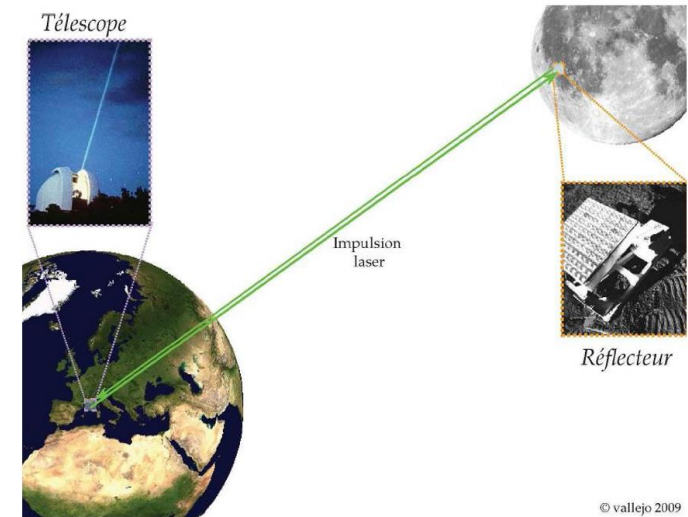 Télescope
Impulsion
laser
Réflecteur
© vallejo 2009